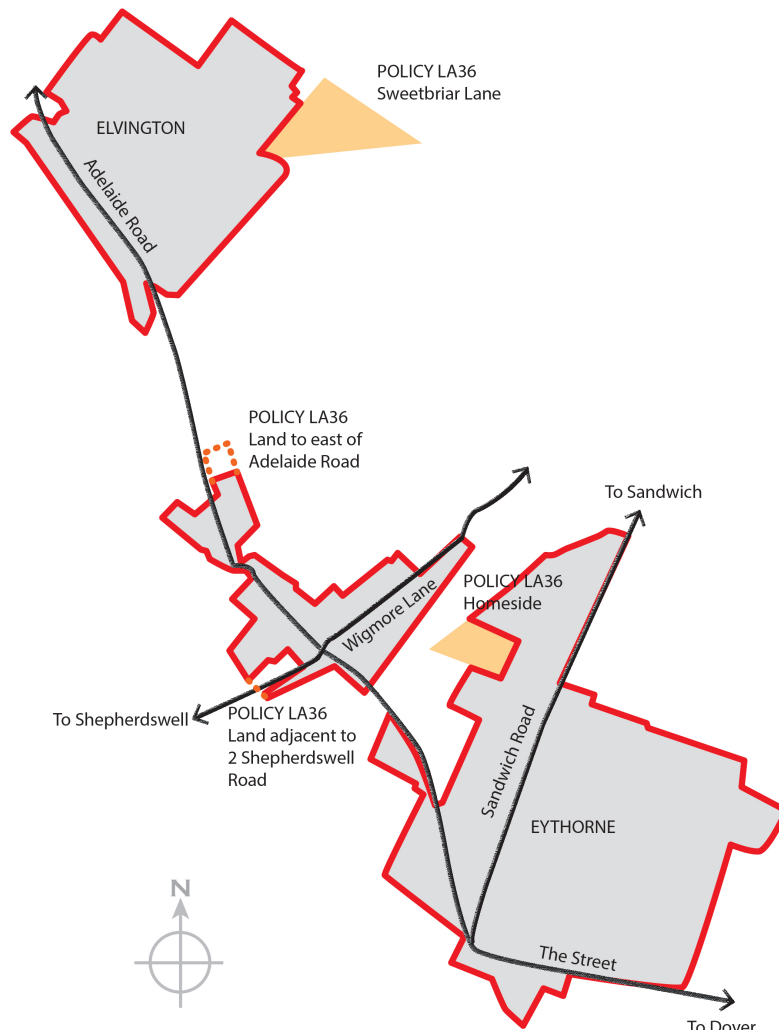 POLICY LA36
Sweetbriar Lane
ELVINGTON
Adelaide Road
POLICY LA36
Land to east of
Adelaide Road
To Sandwich
POLICY LA36
Homeside
Wigmore Lane
To Shepherdswell
POLICY LA36
Land adjacent to
2 Shepherdswell
Road
Sandwich Road
EYTHORNE
N
The Street
To Dover